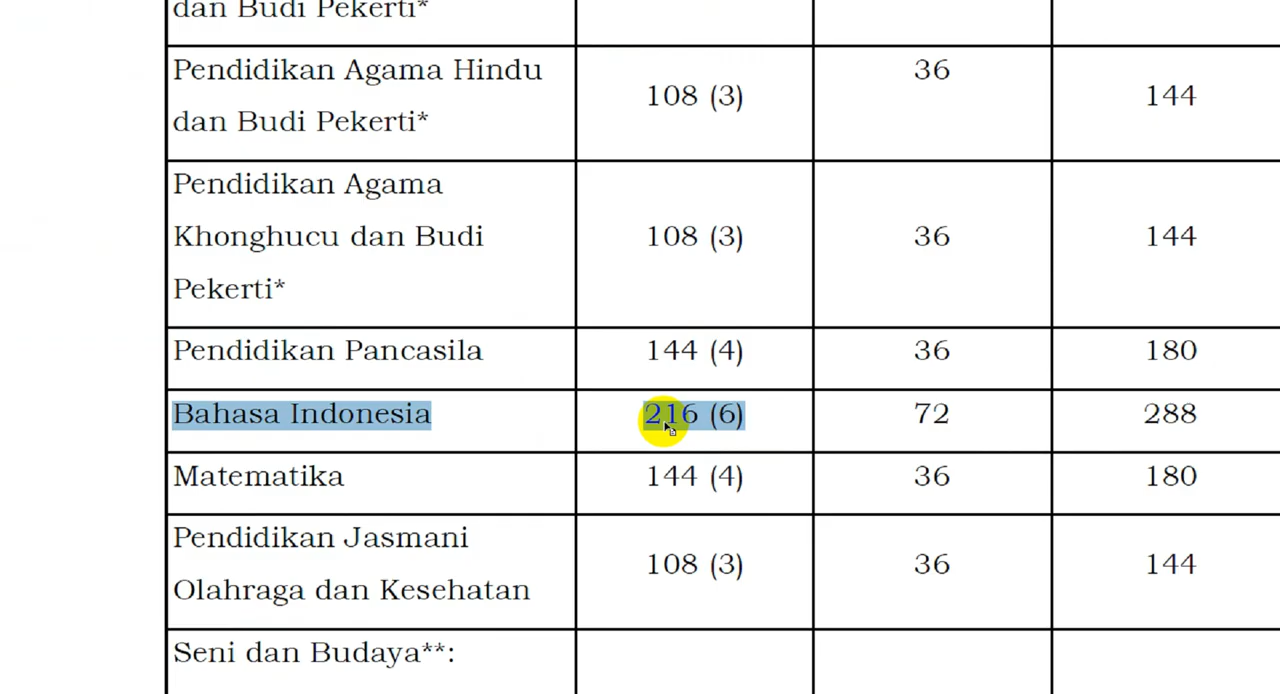 dan Budi Pekerti*
Pendidikan Agama Hindu
dan Budi Pekerti*
108 (3)
36
144
Pendidikan Agama
Khonghucu dan Budi
Pekerti*
108 (3)
36
144
Pendidikan Pancasila 144 (4) 36 180
Bahasa Indonesia 216 (6) 72 288
Matematika 144 (4) 36 180
Pendidikan Jasmani
Olahraga dan Kesehatan
108 (3)
36
144
Seni dan Budaya**: